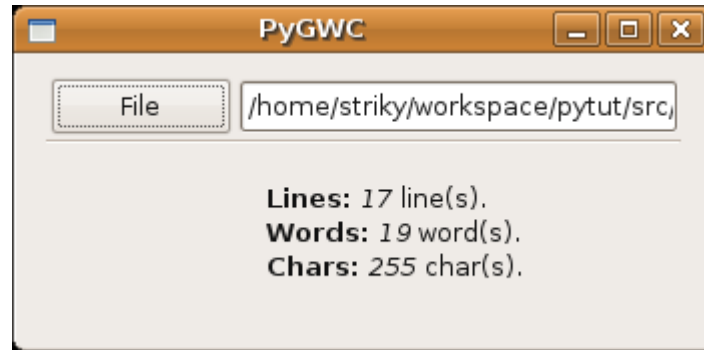 PyGWC
File /home/striky/workspace/pytut/src/
Lines: 17 line(s).
Words: 19 word(s).
Chars: 255 char(s).